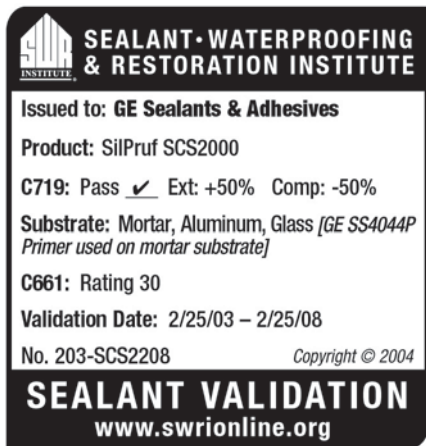 SWR
INSTITUTE®
SEALANT • WATERPROOFING
& RESTORATION INSTITUTE
Issued to: GE Sealants & Adhesives
Product: SilPruf SCS2000
C719: Pass ✔ Ext: +50% Comp: -50%
Substrate: Mortar, Aluminum, Glass [GE SS4044P
Primer used on mortar substrate]
C661: Rating 30
Validation Date: 2/25/03 – 2/25/08
No. 203-SCS2208 Copyright © 2004
SEALANT VALIDATION
www.swrionline.org